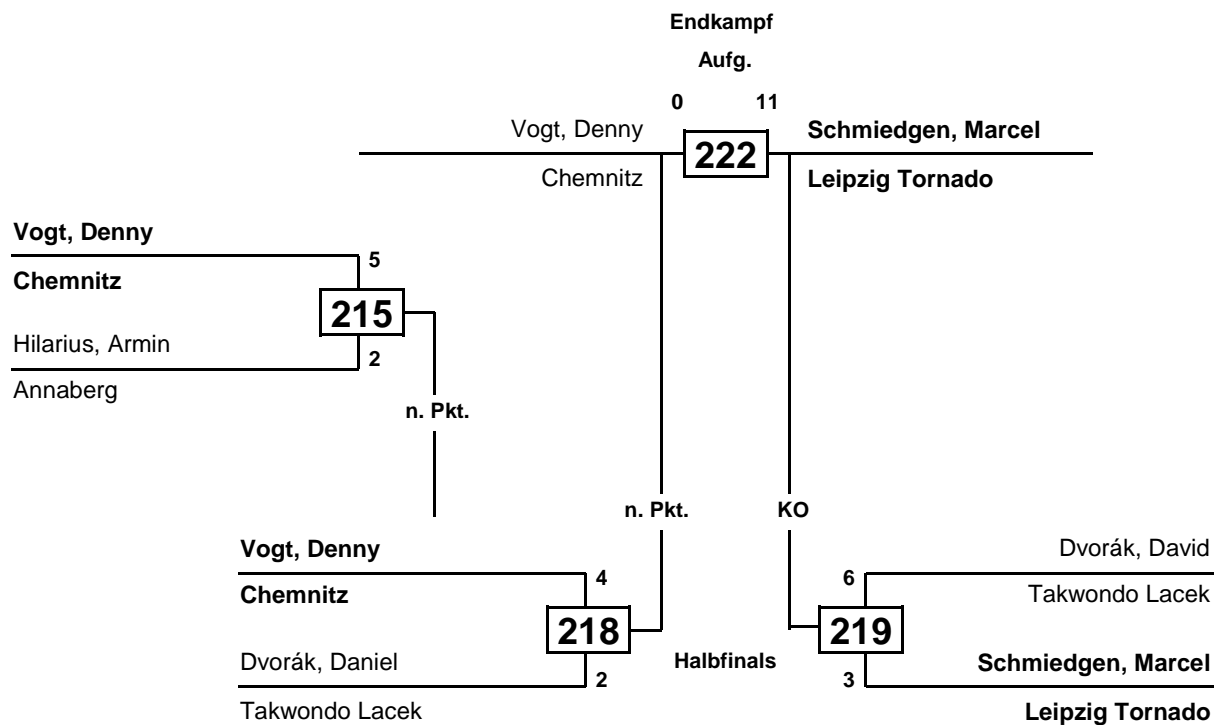 Endkampf
Aufg.
0 11
Vogt, Denny 222 Schmiedgen, Marcel
Chemnitz Leipzig Tornado
Vogt, Denny
5
Chemnitz
215
Hilarius, Armin
2
Annaberg
n. Pkt.
n. Pkt. KO
Vogt, Denny Dvorák, David
4 6
Chemnitz Takwondo Lacek
218 219
Dvorák, Daniel Halbfinals Schmiedgen, Marcel
2 3
Takwondo Lacek Leipzig Tornado